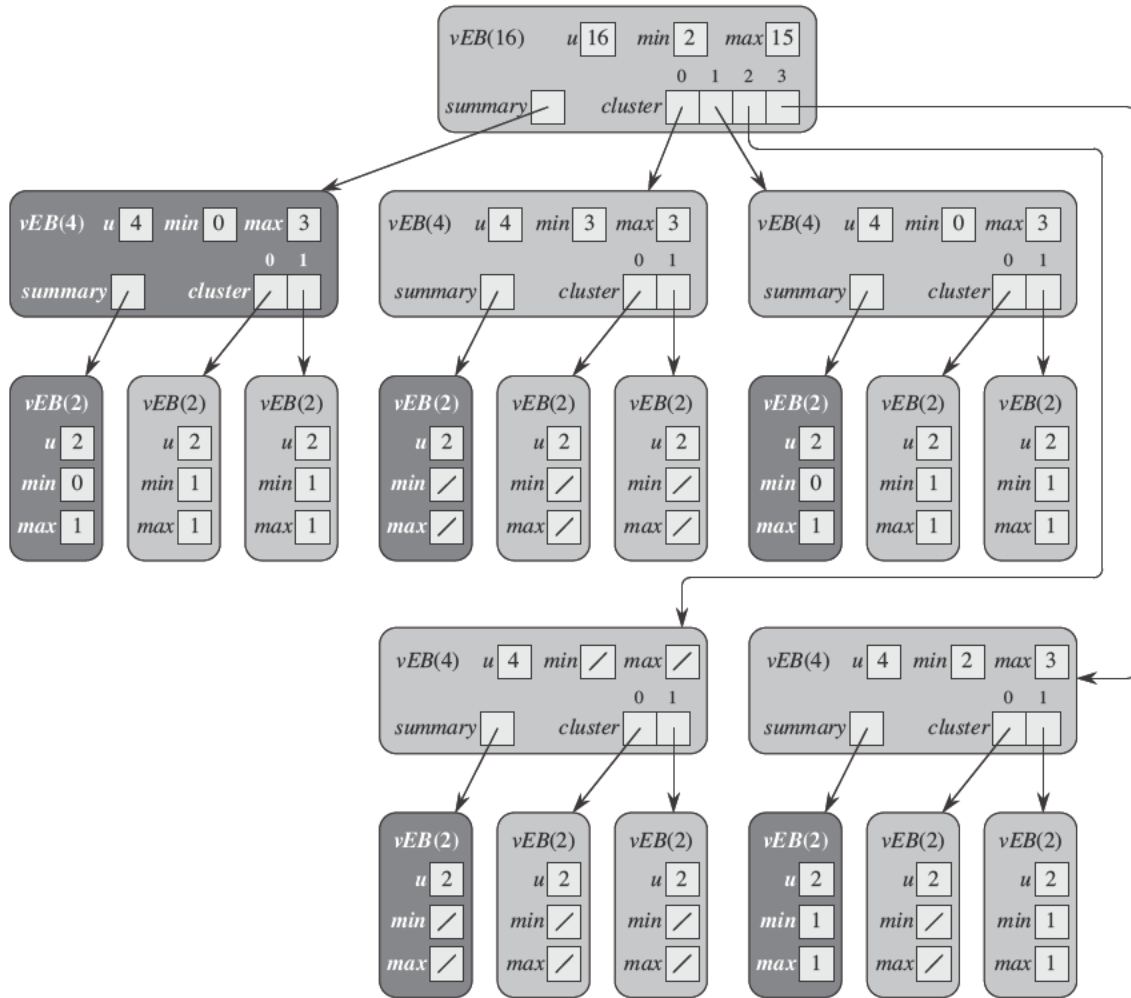 vEB(16) u 16 min 2 max 15
0 1 2 3
summary cluster
vEB(4) u 4 min 0 max 3
0 1
summary cluster
vEB(4) u 4 min 3 max 3
0 1
summary cluster
vEB(4) u 4 min 0 max 3
0 1
summary cluster
vEB(2)
u 2
min 0
max 1
vEB(2)
u 2
min 1
max 1
vEB(2)
u 2
min 1
max 1
vEB(2)
u 2
min /
max /
vEB(2)
u 2
min /
max /
vEB(2)
u 2
min /
max /
vEB(2)
u 2
min 0
max 1
vEB(2)
u 2
min 1
max 1
vEB(2)
u 2
min 1
max 1
vEB(4) u 4 min / max /
0 1
summary cluster
vEB(4) u 4 min 2 max 3
0 1
summary cluster
vEB(2)
u 2
min /
max /
vEB(2)
u 2
min /
max /
vEB(2)
u 2
min /
max /
vEB(2)
u 2
min 1
max 1
vEB(2)
u 2
min /
max /
vEB(2)
u 2
min 1
max 1